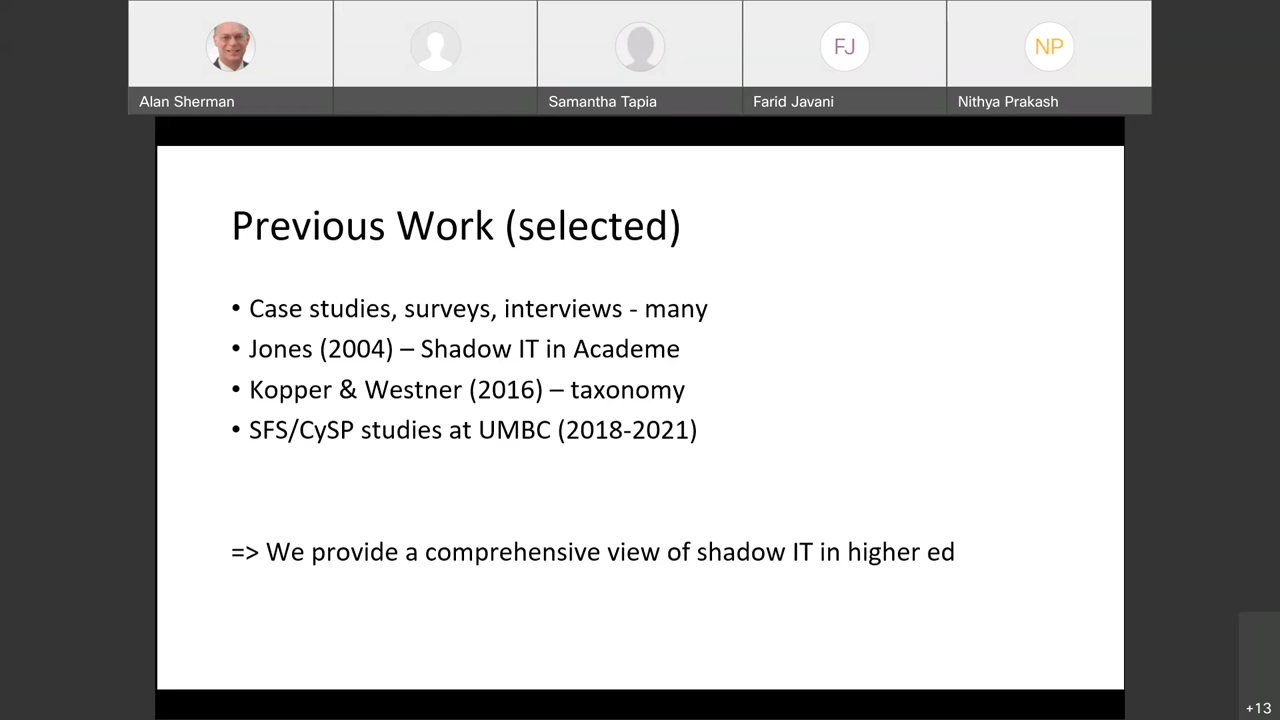 FJ
NP
Alan Sherman
Samantha Tapia
Farid Javani
Nithya Prakash
Previous Work (selected)
• Case studies, surveys, interviews - many
• Jones (2004) – Shadow IT in Academe
• Kopper & Westner (2016) – taxonomy
• SFS/CySP studies at UMBC (2018-2021)
=> We provide a comprehensive view of shadow IT in higher ed
+13